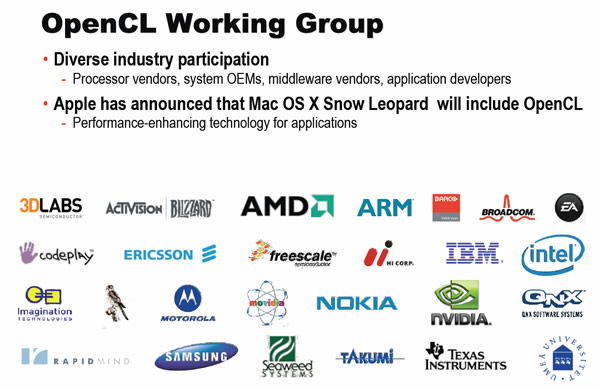 OpenCL Working Group
• Diverse industry participation
- Processor vendors, system OEMs, middleware vendors, application developers
• Apple has announced that Mac OS X Snow Leopard will include OpenCL
- Performance-enhancing technology for applications
3DLABS
SEMICONDUCTOR
ACTIVISION BLIZZARD
AMD
ARM
BARCO
BROADCOM.
EA
codeplay
ERICSSON
freescale
semiconductor
HI CORP.
IBM
intel
Imagination
TECHNOLOGIES
MOTOROLA
movidia
NOKIA
NVIDIA.
QNX
QNX SOFTWARE SYSTEMS
RAPIDMIND
SAMSUNG
Seaweed
SYSTEMS
TAKUMI
TEXAS
INSTRUMENTS
UMEÅ UNIVERSITET